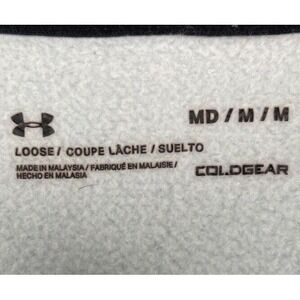 MD / M / M
LOOSE / COUPE LÂCHE / SUELTO
MADE IN MALAYSIA / FABRIQUÉ EN MALAISIE /
HECHO EN MALASIA
COLDGEAR